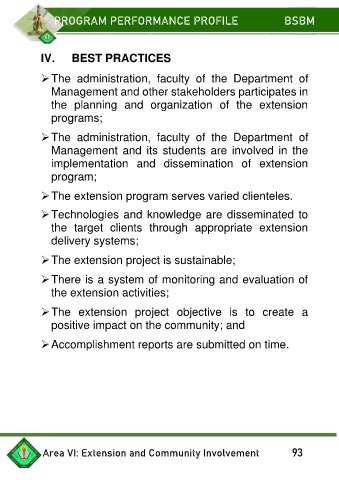 PROGRAM PERFORMANCE PROFILE BSBM
IV. BEST PRACTICES
➢The administration, faculty of the Department of
Management and other stakeholders participates in
the planning and organization of the extension
programs;
➢The administration, faculty of the Department of
Management and its students are involved in the
implementation and dissemination of extension
program;
➢The extension program serves varied clienteles.
➢Technologies and knowledge are disseminated to
the target clients through appropriate extension
delivery systems;
➢The extension project is sustainable;
➢There is a system of monitoring and evaluation of
the extension activities;
➢The extension project objective is to create a
positive impact on the community; and
➢Accomplishment reports are submitted on time.
Area VI: Extension and Community Involvement 93